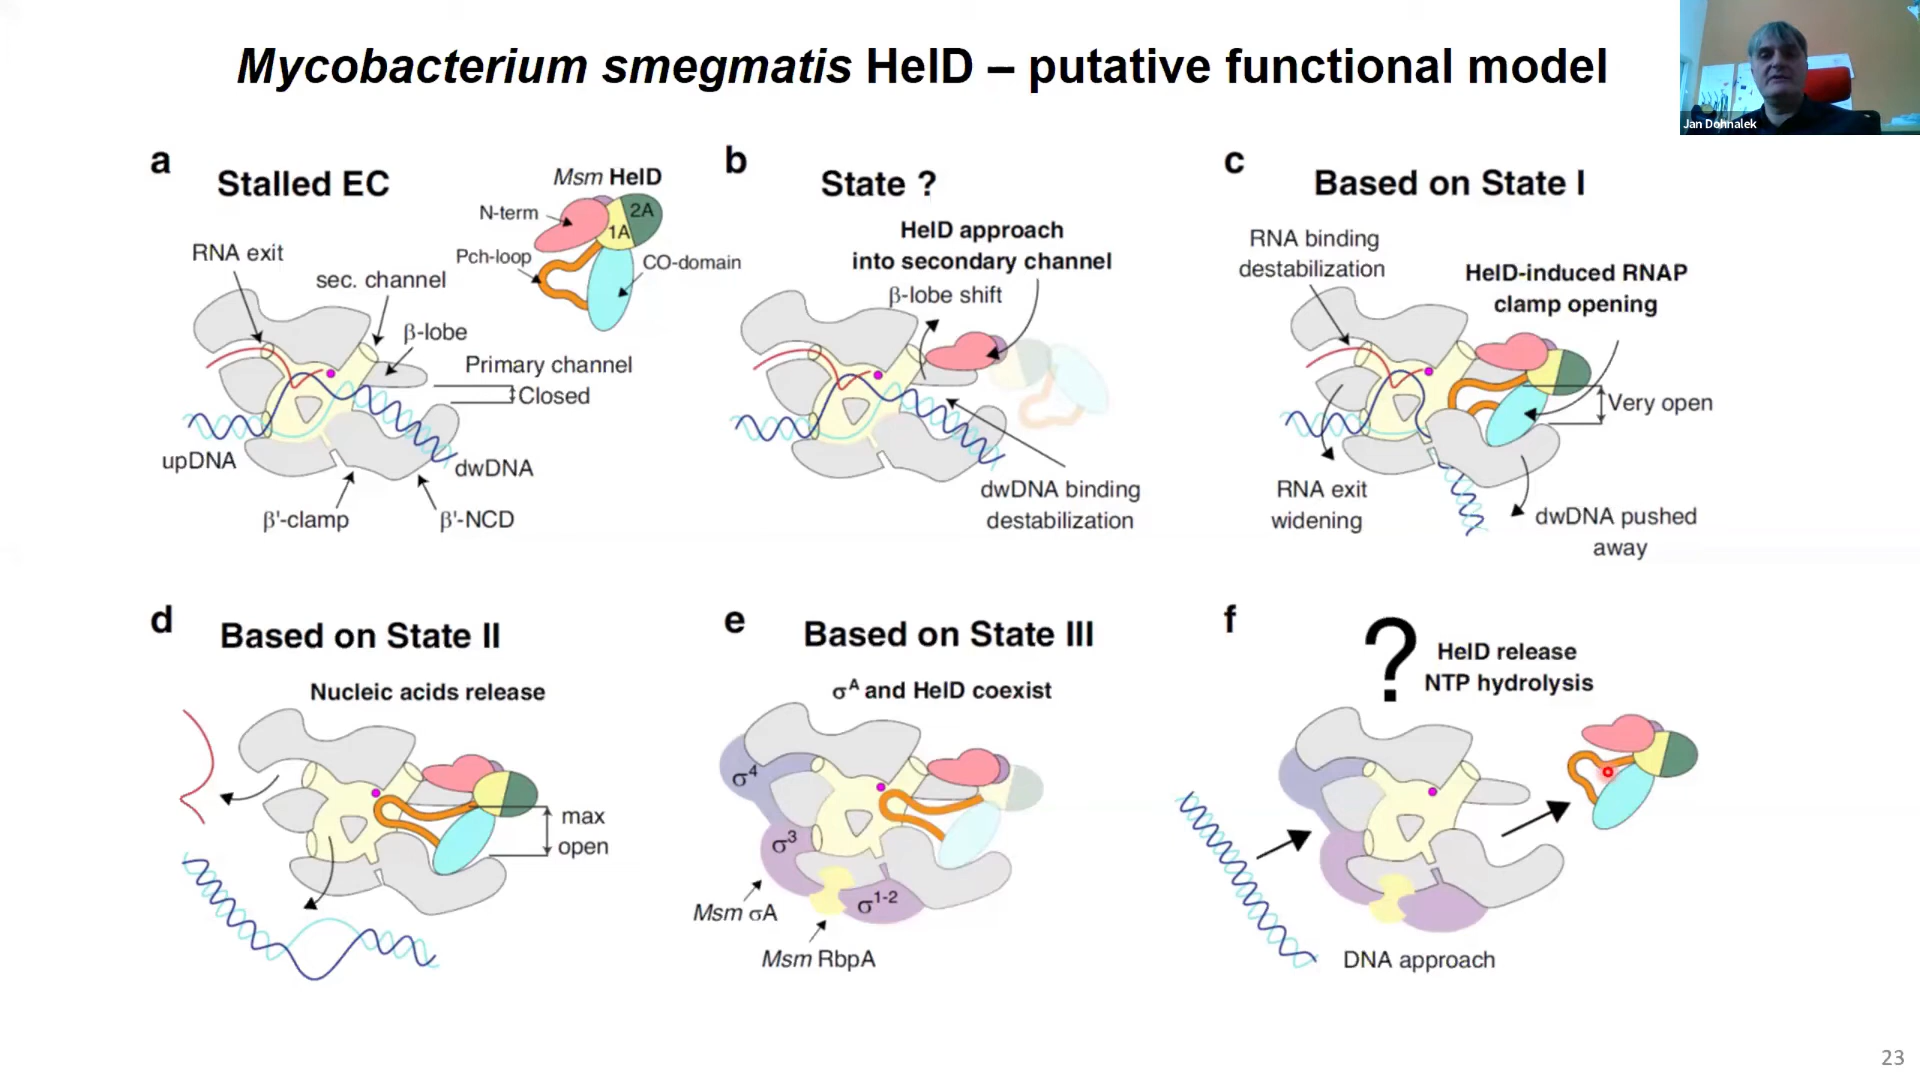 Mycobacterium smegmatis HelD – putative functional model
Jan Dohnalek
a
Stalled EC
Msm HelD
N-term
2A
1A
RNA exit
Pch-loop
CO-domain
sec. channel
β-lobe
Primary channel
Closed
upDNA
dwDNA
β'-clamp
β'-NCD
b
State ?
HelD approach
into secondary channel
β-lobe shift
dwDNA binding
destabilization
c
Based on State I
RNA binding
destabilization
HelD-induced RNAP
clamp opening
Very open
RNA exit
widening
dwDNA pushed
away
d
Based on State II
Nucleic acids release
max
open
e
Based on State III
σA and HelD coexist
σ4
σ3
σ1-2
Msm σA
Msm RbpA
f
?
HelD release
NTP hydrolysis
DNA approach
23